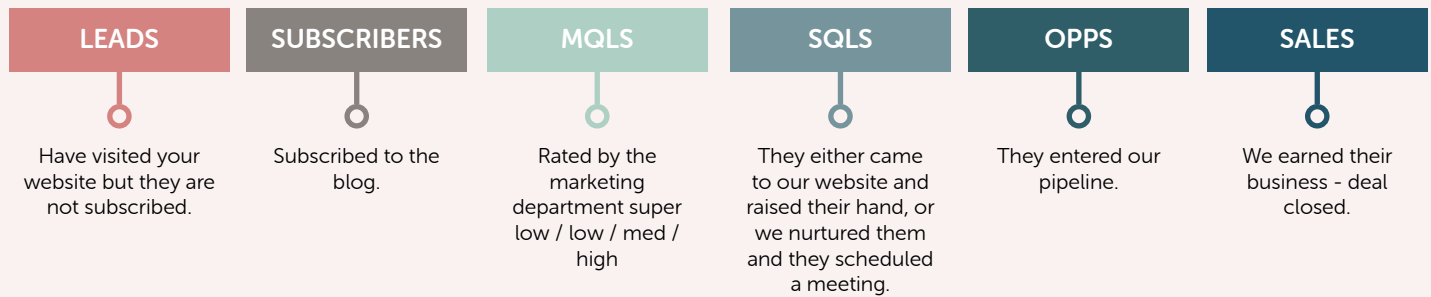 LEADS
Have visited your
website but they are
not subscribed.
SUBSCRIBERS
Subscribed to the
blog.
MQLS
Rated by the
marketing
department super
low / low / med /
high
SQLS
They either came
to our website and
raised their hand, or
we nurtured them
and they scheduled
a meeting.
OPPS
They entered our
pipeline.
SALES
We earned their
business - deal
closed.